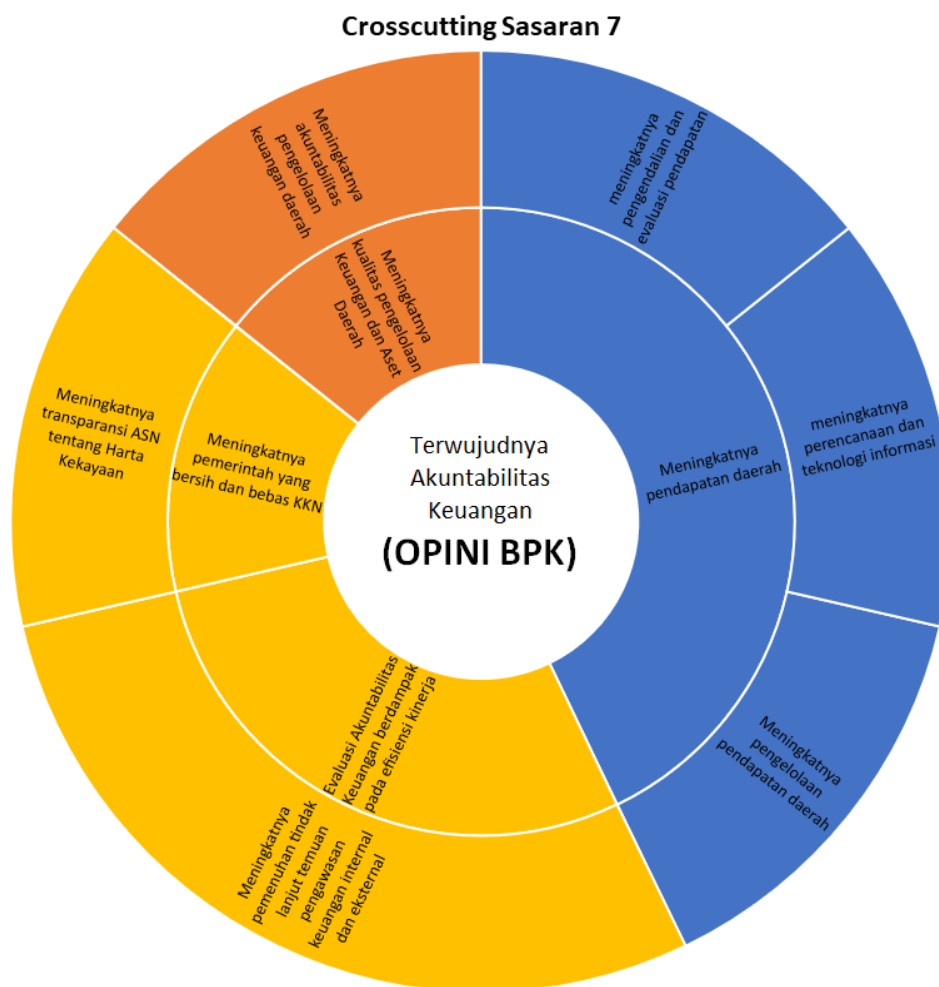 Crosscutting Sasaran 7
Meningkatnya
akuntabilitas
pengelolaan
keuangan daerah
meningkatnya
pengendalian dan
evaluasi pendapatan
Meningkatnya
kualitas pengelolaan
Keuangan dan Aset
Daerah
Meningkatnya
transparansi ASN
tentang Harta
Kekayaan
Meningkatnya
pemerintah yang
bersih dan bebas KKN
Terwujudnya
Akuntabilitas
Keuangan
(OPINI BPK)
Meningkatnya
pendapatan daerah
meningkatnya
perencanaan dan
teknologi informasi
Evaluasi Akuntabilitas
Keuangan berdampak
pada efisiensi kinerja
Meningkatnya
pengelolaan
pendapatan daerah
Meningkatnya
pemenuhan tindak
lanjut temuan
pengawasan
keuangan internal
dan eksternal